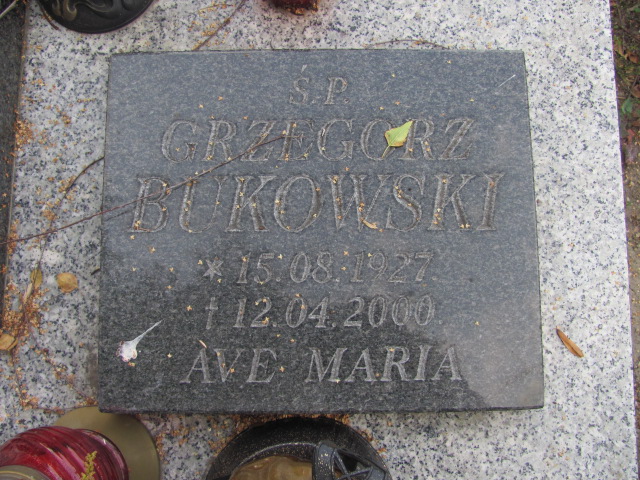 Ś.P.
GRZEGORZ
BUKOWSKI
* 15.08.1927
† 12.04.2000
AVE MARIA